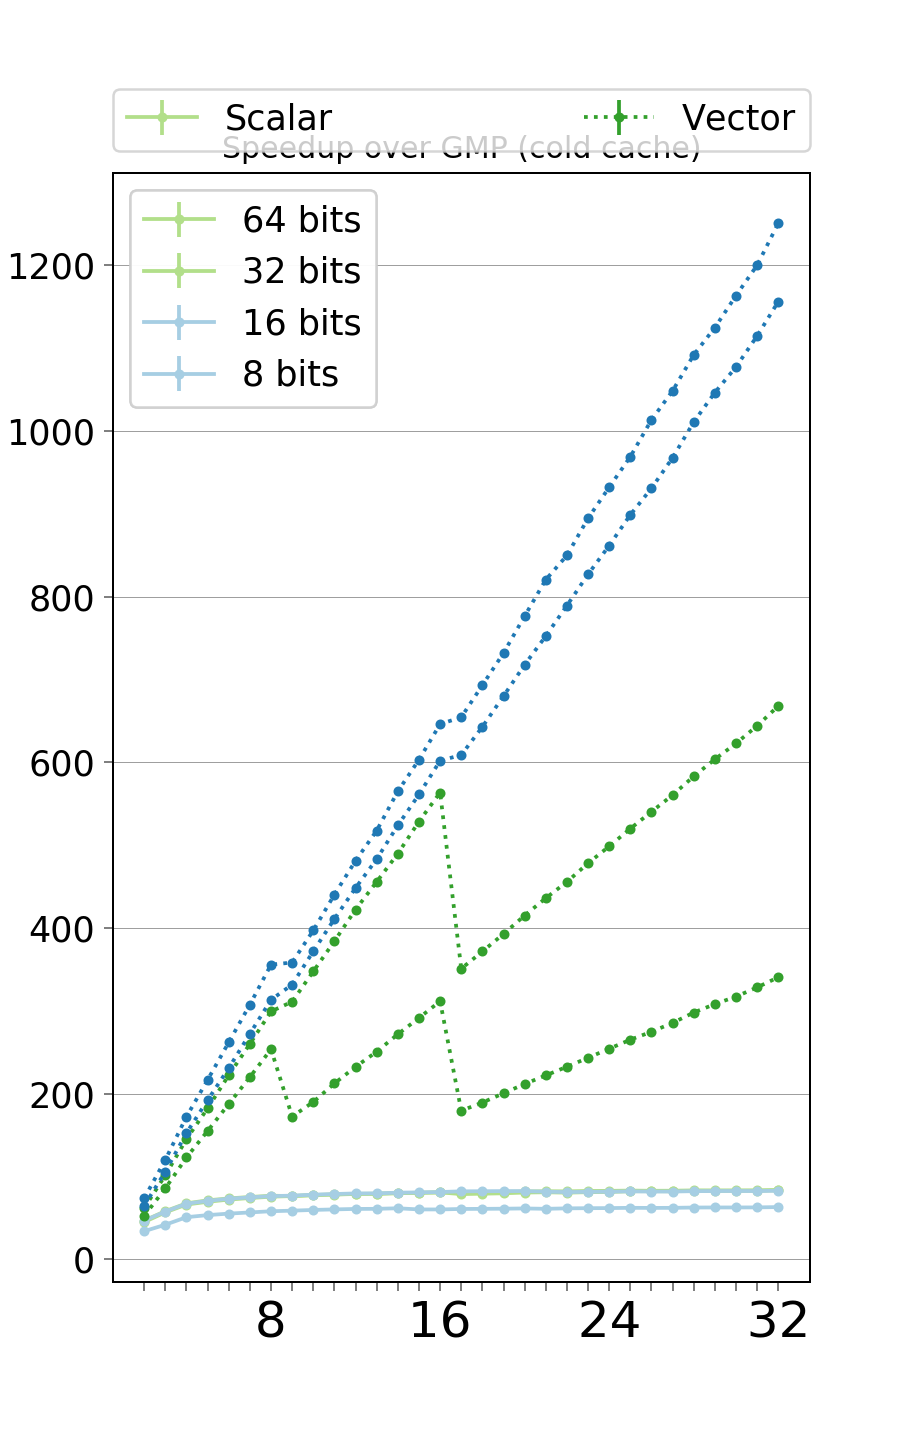 Scalar Vector
Speedup over GMP (cold cache)
64 bits
32 bits
16 bits
8 bits
1200
1000
800
600
400
200
0
8 16 24 32